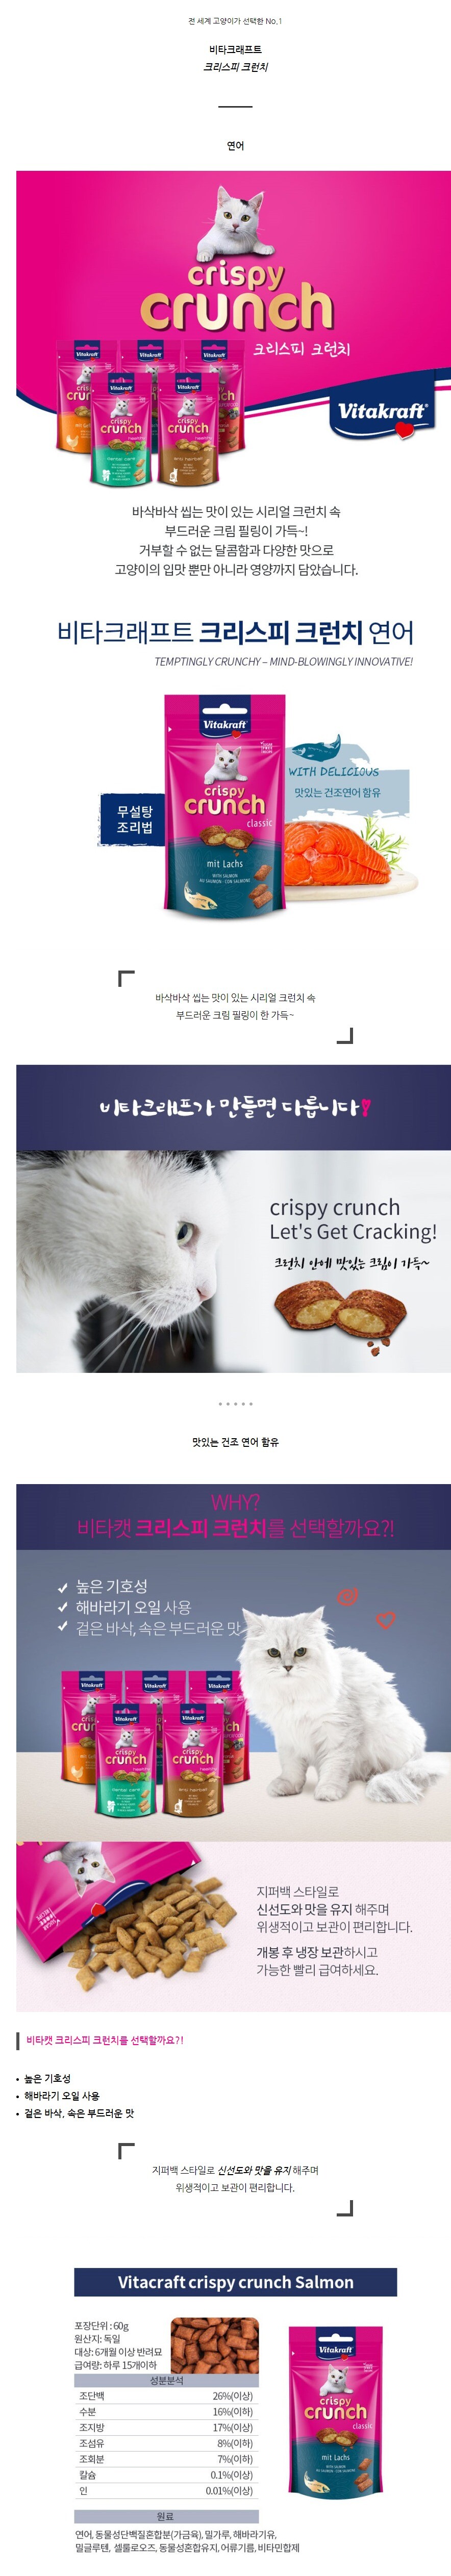 전 세계 고양이가 선택한 No.1
비타크래프트
크리스피 크런치
연어
crispy
crunch
크리스피 크런치
Vitakraft
바삭바삭 씹는 맛이 있는 시리얼 크런치 속
부드러운 크림 필링이 가득~!
거부할 수 없는 달콤함과 다양한 맛으로
고양이의 입맛 뿐만 아니라 영양까지 담았습니다.
비타크래프트 크리스피 크런치 연어
TEMPTINGLY CRUNCHY – MIND-BLOWINGLY INNOVATIVE!
Vitakraft
crispy
crunch
classic
mit Lachs
WITH SALMON
WITH DELICIOUS
맛있는 건조연어 함유
무설탕
조리법
바삭바삭 씹는 맛이 있는 시리얼 크런치 속
부드러운 크림 필링이 한 가득~
비타크래프가 만들면 다릅니다
crispy crunch
Let's Get Cracking!
크런치 안에 맛있는 크림이 가득~
맛있는 건조 연어 함유
WHY?
비타캣 크리스피 크런치를 선택할까요?!
높은 기호성
해바라기 오일 사용
겉은 바삭, 속은 부드러운 맛
Vitakraft
crispy
crunch
지퍼백 스타일로
신선도와 맛을 유지 해주며
위생적이고 보관이 편리합니다.
개봉 후 냉장 보관하시고
가능한 빨리 급여하세요.
비타캣 크리스피 크런치를 선택할까요?!
• 높은 기호성
• 해바라기 오일 사용
• 겉은 바삭, 속은 부드러운 맛
지퍼백 스타일로 신선도와 맛을 유지 해주며
위생적이고 보관이 편리합니다.
Vitacraft crispy crunch Salmon
포장단위 : 60g
원산지: 독일
대상: 6개월 이상 반려묘
급여량: 하루 15개이하
성분분석
조단백 26%(이상)
수분 16%(이하)
조지방 17%(이상)
조섬유 8%(이하)
조회분 7%(이하)
칼슘 0.1%(이상)
인 0.01%(이상)
원료
연어, 동물성단백질혼합분(가금육), 밀가루, 해바라기유,
밀글루텐, 셀룰로오즈, 동물성혼합유지, 어류기름, 비타민합제
Vitakraft
crispy
crunch
classic
mit Lachs